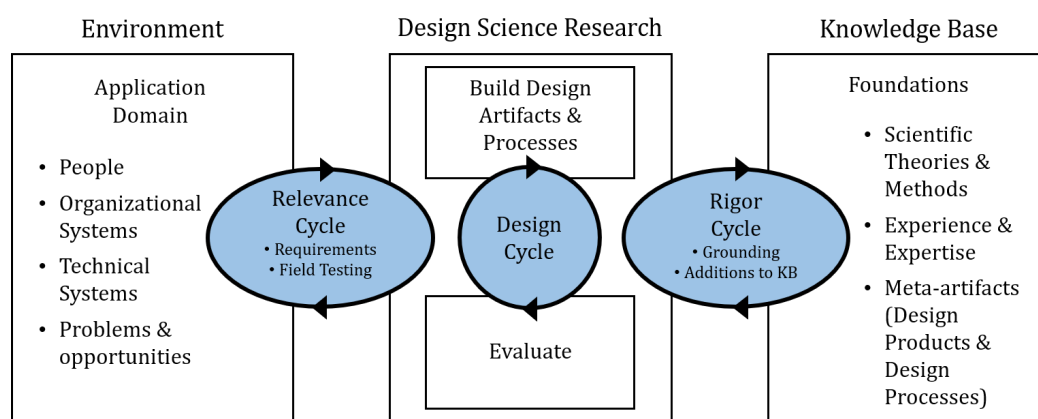 Environment
Application
Domain
• People
• Organizational
Systems
• Technical
Systems
• Problems &
opportunities
Relevance
Cycle
• Requirements
• Field Testing
Design Science Research
Build Design
Artifacts &
Processes
Design
Cycle
Evaluate
Rigor
Cycle
• Grounding
• Additions to KB
Knowledge Base
Foundations
• Scientific
Theories &
Methods
• Experience &
Expertise
• Meta-artifacts
(Design
Products &
Design
Processes)